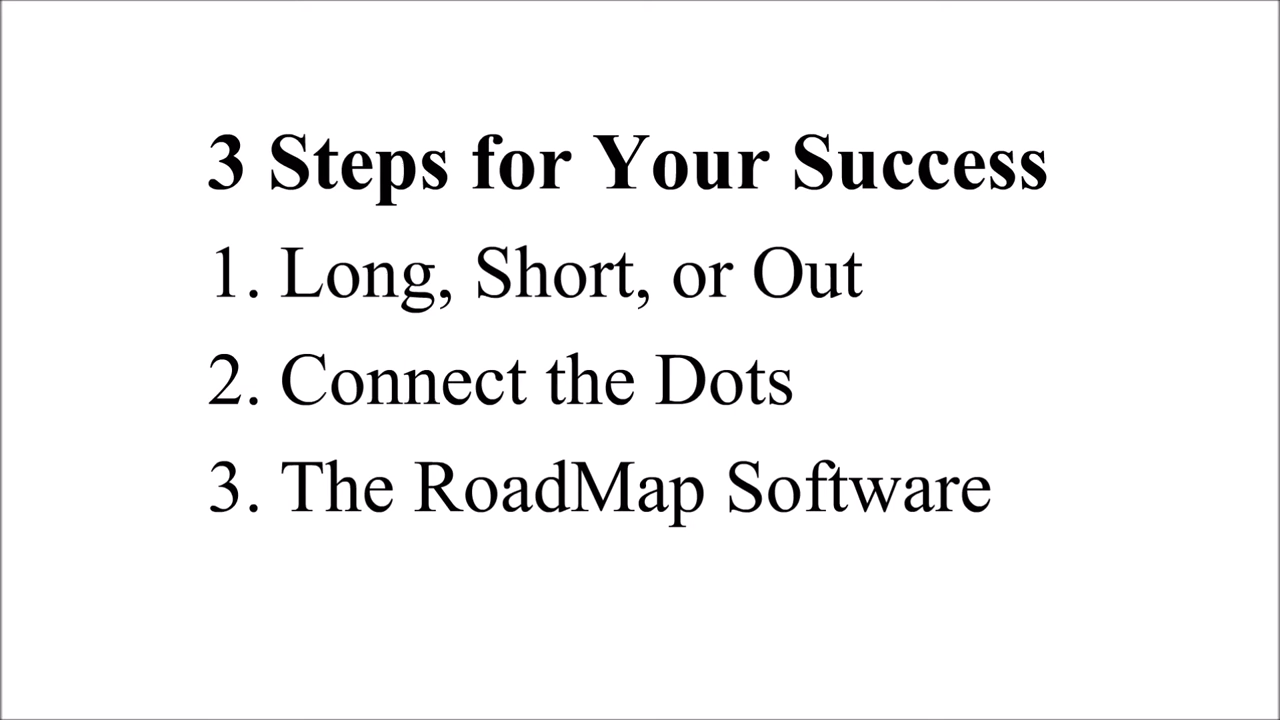 3 Steps for Your Success
1. Long, Short, or Out
2. Connect the Dots
3. The RoadMap Software